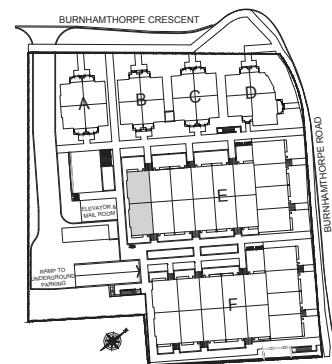 BURNHAMTHORPE CRESCENT
A
B
C
D
E
ELEVATOR &
MAIL ROOM
BURNHAMTHORPE ROAD
RAMP TO
UNDERGROUND
PARKING
F